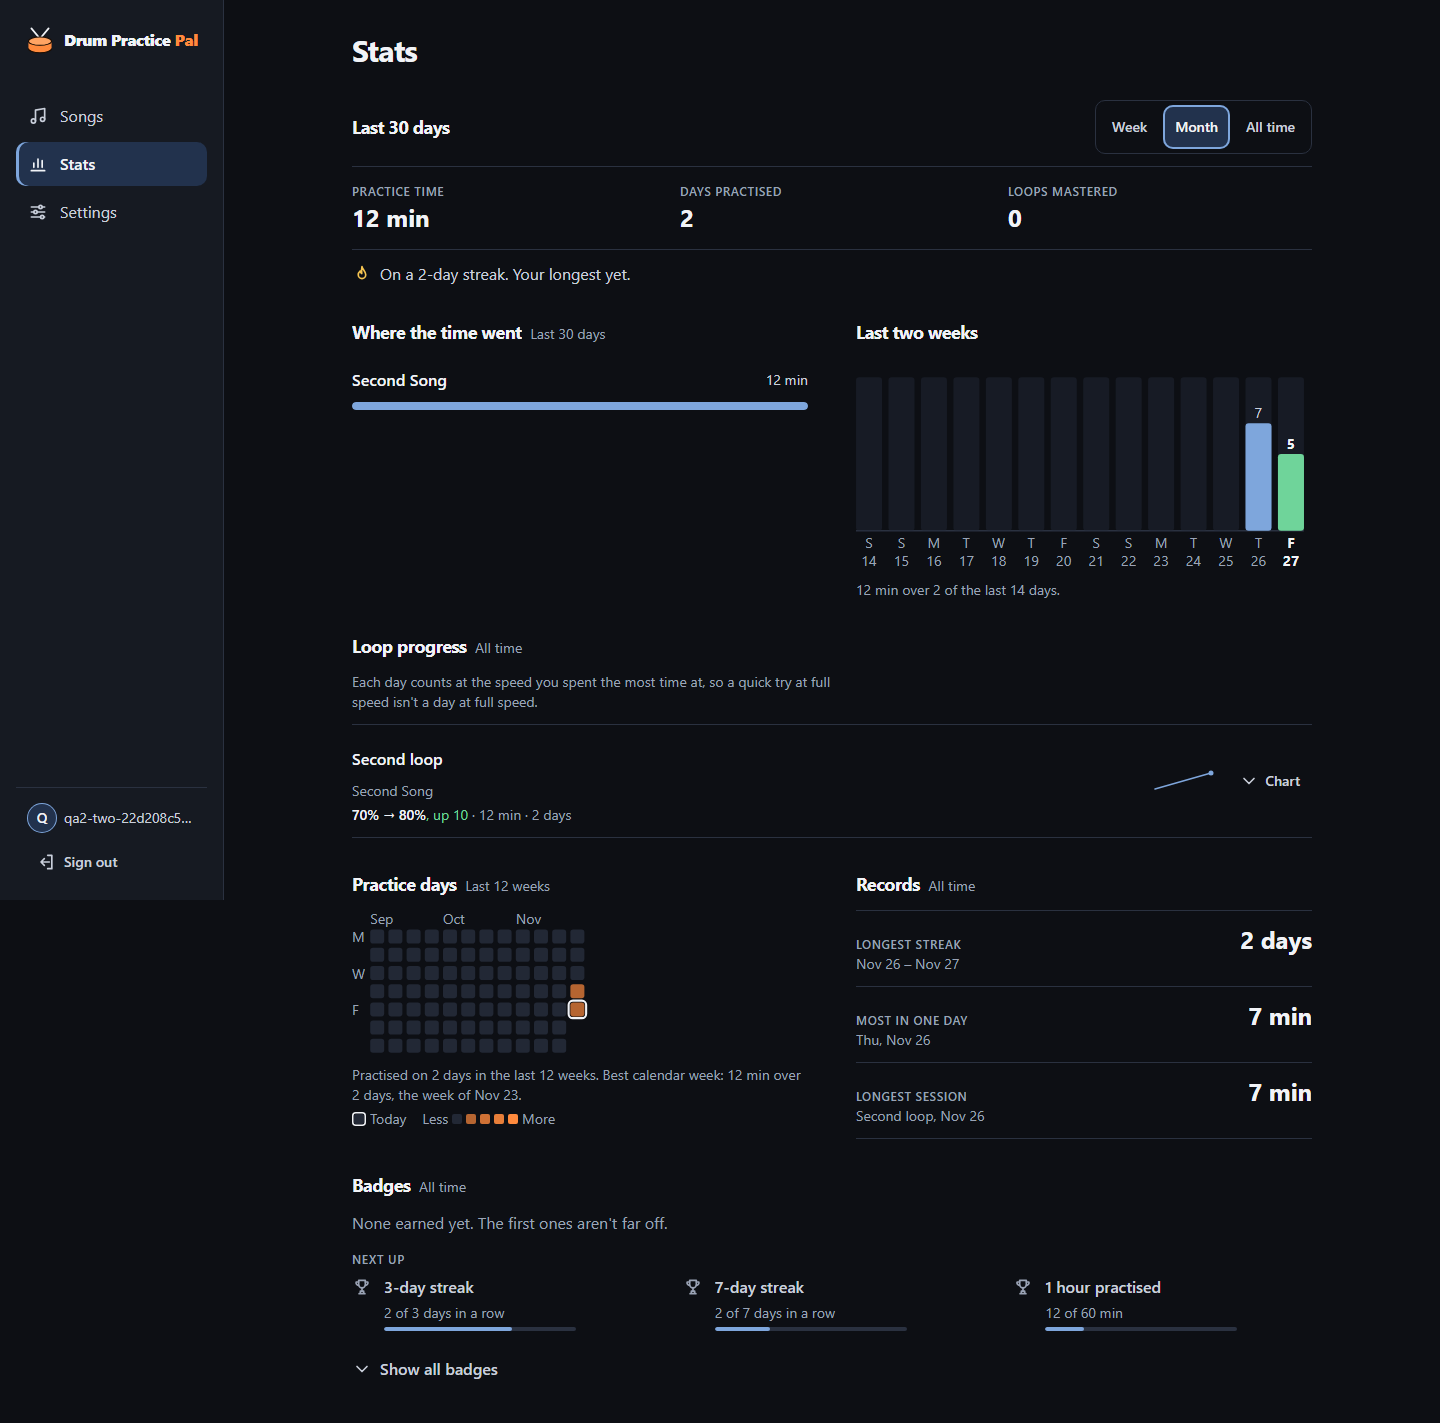 Drum Practice Pal
Songs
Stats
Settings
qa2-two-22d208c5...
Sign out
Stats
Last 30 days
Week
Month
All time
PRACTICE TIME
12 min
DAYS PRACTISED
2
LOOPS MASTERED
0
On a 2-day streak. Your longest yet.
Where the time went Last 30 days
Second Song 12 min
Last two weeks
7
5
S S M T W T F S S M T W T F
14 15 16 17 18 19 20 21 22 23 24 25 26 27
12 min over 2 of the last 14 days.
Loop progress All time
Each day counts at the speed you spent the most time at, so a quick try at full
speed isn't a day at full speed.
Second loop
Second Song
70% → 80%, up 10 · 12 min · 2 days
Chart
Practice days Last 12 weeks
Sep Oct Nov
M
W
F
Practised on 2 days in the last 12 weeks. Best calendar week: 12 min over
2 days, the week of Nov 23.
Today Less More
Records All time
LONGEST STREAK
2 days
Nov 26 – Nov 27
MOST IN ONE DAY
7 min
Thu, Nov 26
LONGEST SESSION
7 min
Second loop, Nov 26
Badges All time
None earned yet. The first ones aren't far off.
NEXT UP
3-day streak
2 of 3 days in a row
7-day streak
2 of 7 days in a row
1 hour practised
12 of 60 min
Show all badges